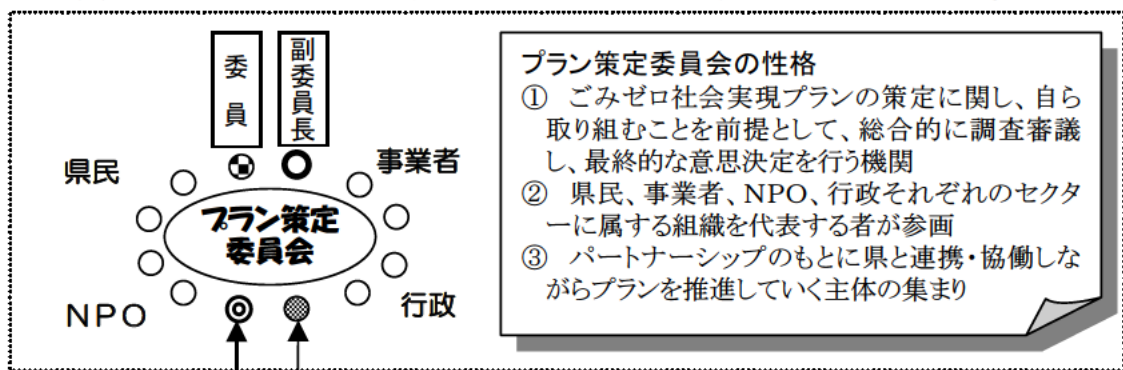 委員
副委員長
県民
事業者
プラン策定
委員会
NPO
行政
プラン策定委員会の性格
① ごみゼロ社会実現プランの策定に関し、自ら
取り組むことを前提として、総合的に調査審議
し、最終的な意思決定を行う機関
② 県民、事業者、NPO、行政それぞれのセクタ
ーに属する組織を代表する者が参画
③ パートナーシップのもとに県と連携・協働しな
がらプランを推進していく主体の集まり